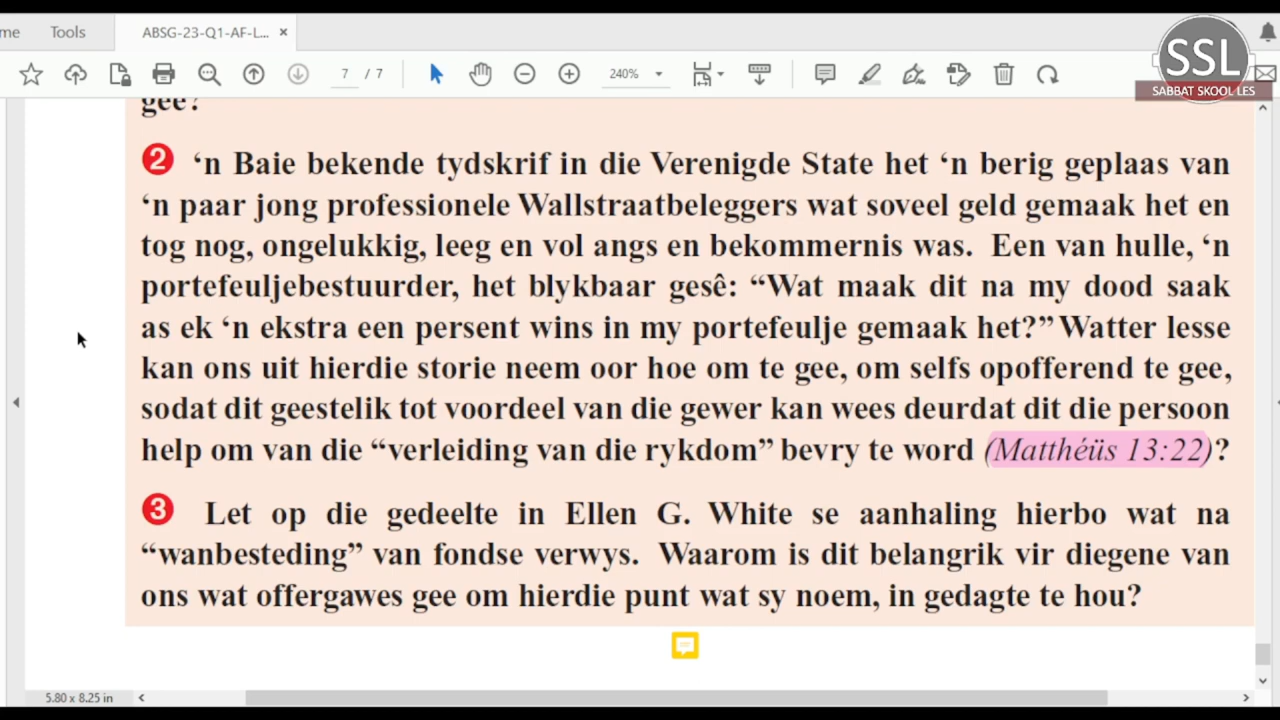 me Tools ABSG-23-Q1-AF-L... ×
SSL
SABBAT SKOOL LES
7 / 7 240%
gee?
2 ‘n Baie bekende tydskrif in die Verenigde State het ‘n berig geplaas van
‘n paar jong professionele Wallstraatbeleggers wat soveel geld gemaak het en
tog nog, ongelukkig, leeg en vol angs en bekommernis was. Een van hulle, ‘n
portefeuljebestuurder, het blykbaar gesê: “Wat maak dit na my dood saak
as ek ‘n ekstra een persent wins in my portefeulje gemaak het?” Watter lesse
kan ons uit hierdie storie neem oor hoe om te gee, om selfs opofferend te gee,
sodat dit geestelik tot voordeel van die gewer kan wees deurdat dit die persoon
help om van die “verleiding van die rykdom” bevry te word (Matthéüs 13:22)?
3 Let op die gedeelte in Ellen G. White se aanhaling hierbo wat na
“wanbesteding” van fondse verwys. Waarom is dit belangrik vir diegene van
ons wat offergawes gee om hierdie punt wat sy noem, in gedagte te hou?
5.80 x 8.25 in